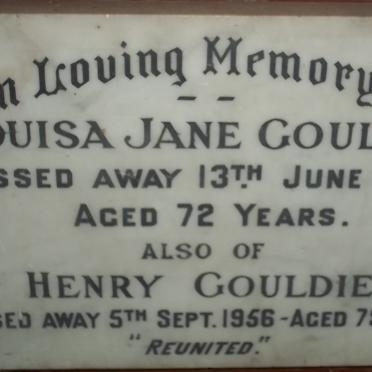 n Loving Memory
OUISA JANE GOUL
SSED AWAY 13TH. JUNE
AGED 72 YEARS.
ALSO OF
HENRY GOULDIE
SED AWAY 5TH SEPT. 1956 - AGED 75
"REUNITED."